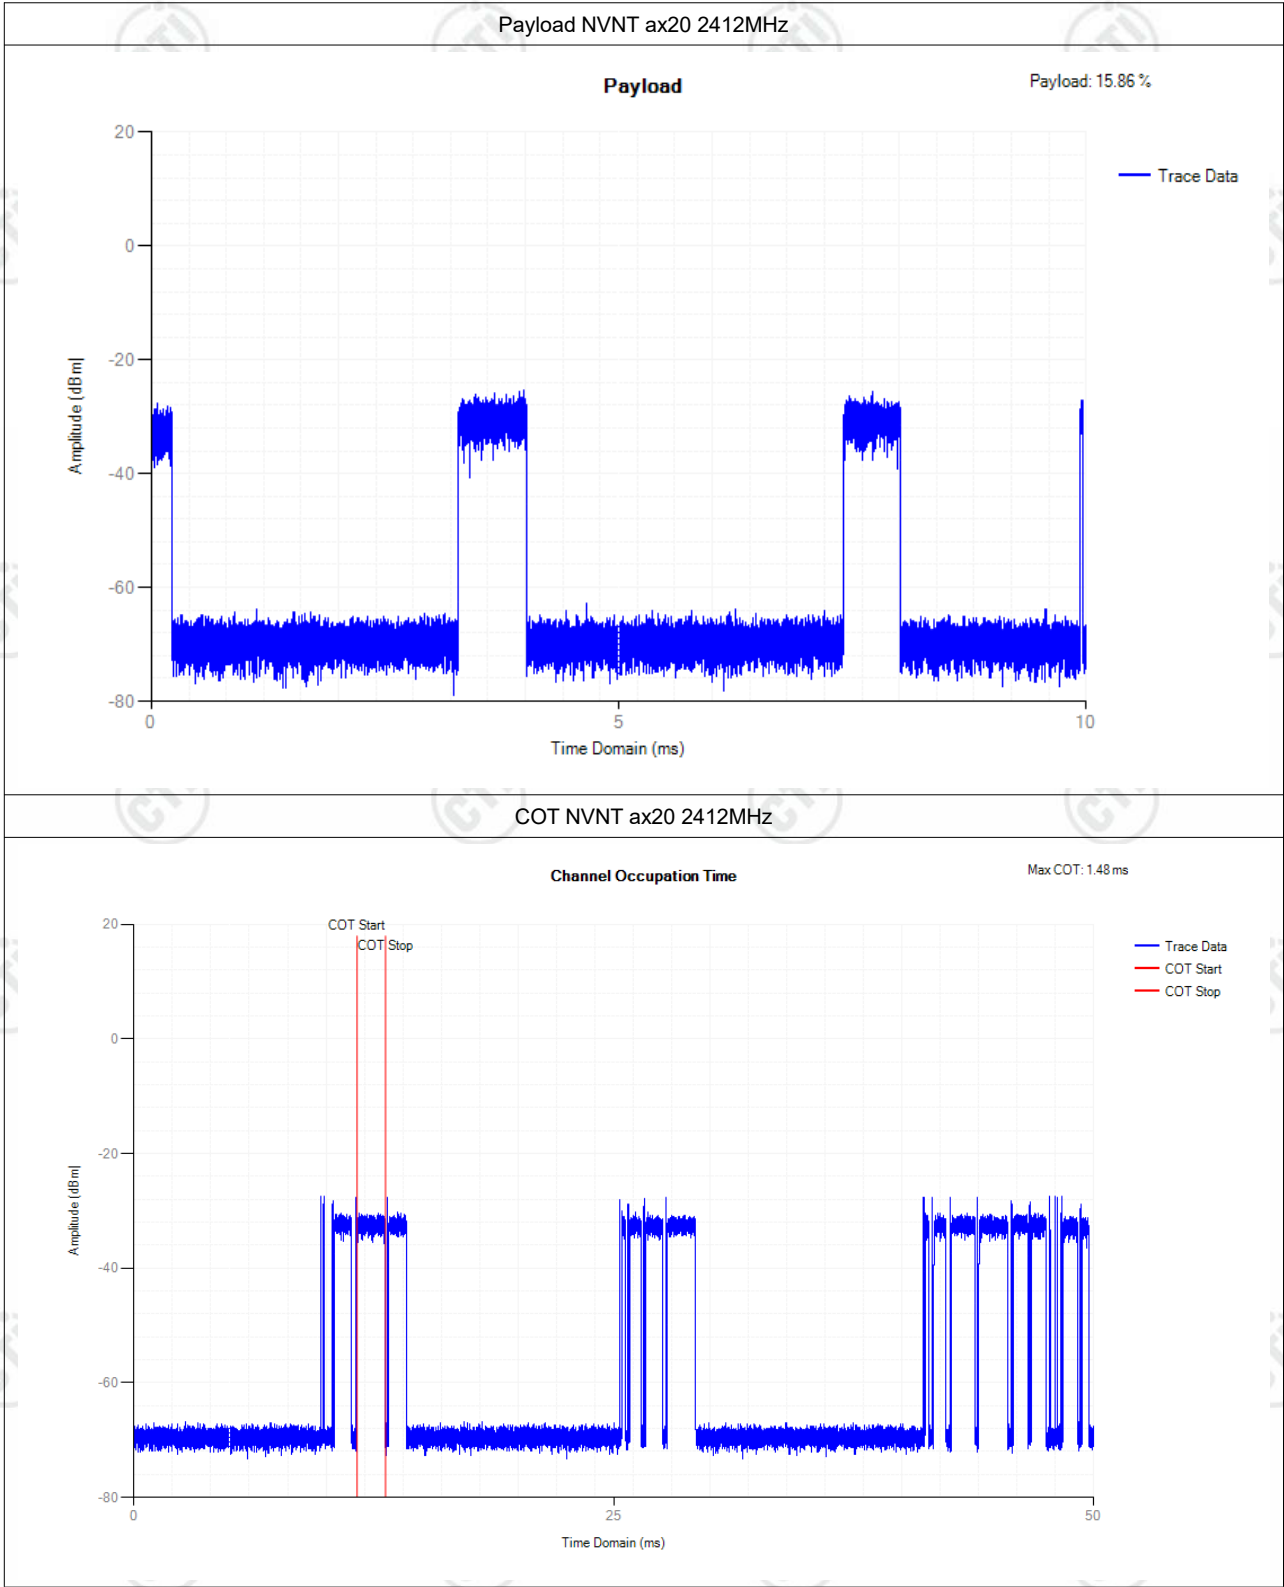 Payload NVNT ax20 2412MHz
Payload
Payload: 15.86 %
20
0
-20
-40
-60
-80
Amplitude (dBm)
0
5
10
Time Domain (ms)
Trace Data
COT NVNT ax20 2412MHz
Channel Occupation Time
Max COT: 1.48 ms
COT Start
COT Stop
20
0
-20
-40
-60
-80
Amplitude (dBm)
0
25
50
Time Domain (ms)
Trace Data
COT Start
COT Stop